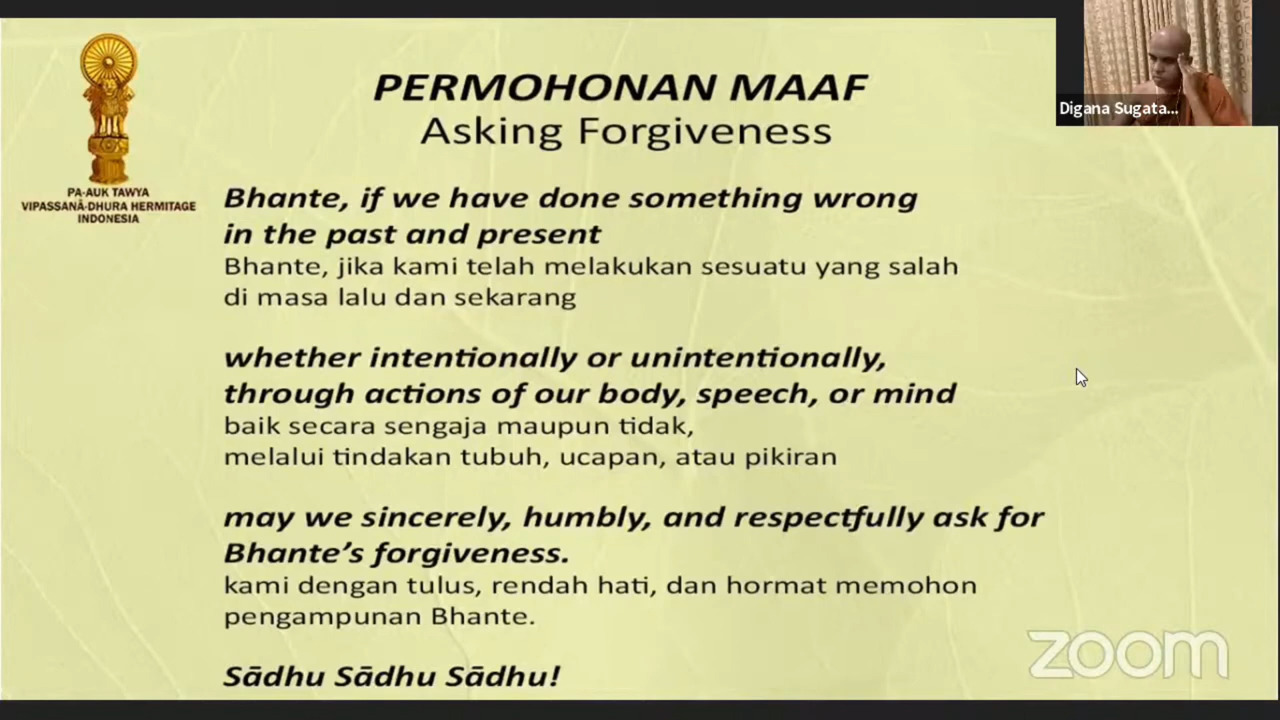 PERMOHONAN MAAF
Asking Forgiveness
Digana Sugata...
PA-AUK TAWYA
VIPASSANĀ-DHURA HERMITAGE
INDONESIA
Bhante, if we have done something wrong
in the past and present
Bhante, jika kami telah melakukan sesuatu yang salah
di masa lalu dan sekarang
whether intentionally or unintentionally,
through actions of our body, speech, or mind
baik secara sengaja maupun tidak,
melalui tindakan tubuh, ucapan, atau pikiran
may we sincerely, humbly, and respectfully ask for
Bhante's forgiveness.
kami dengan tulus, rendah hati, dan hormat memohon
pengampunan Bhante.
Sādhu Sādhu Sādhu!
zoom